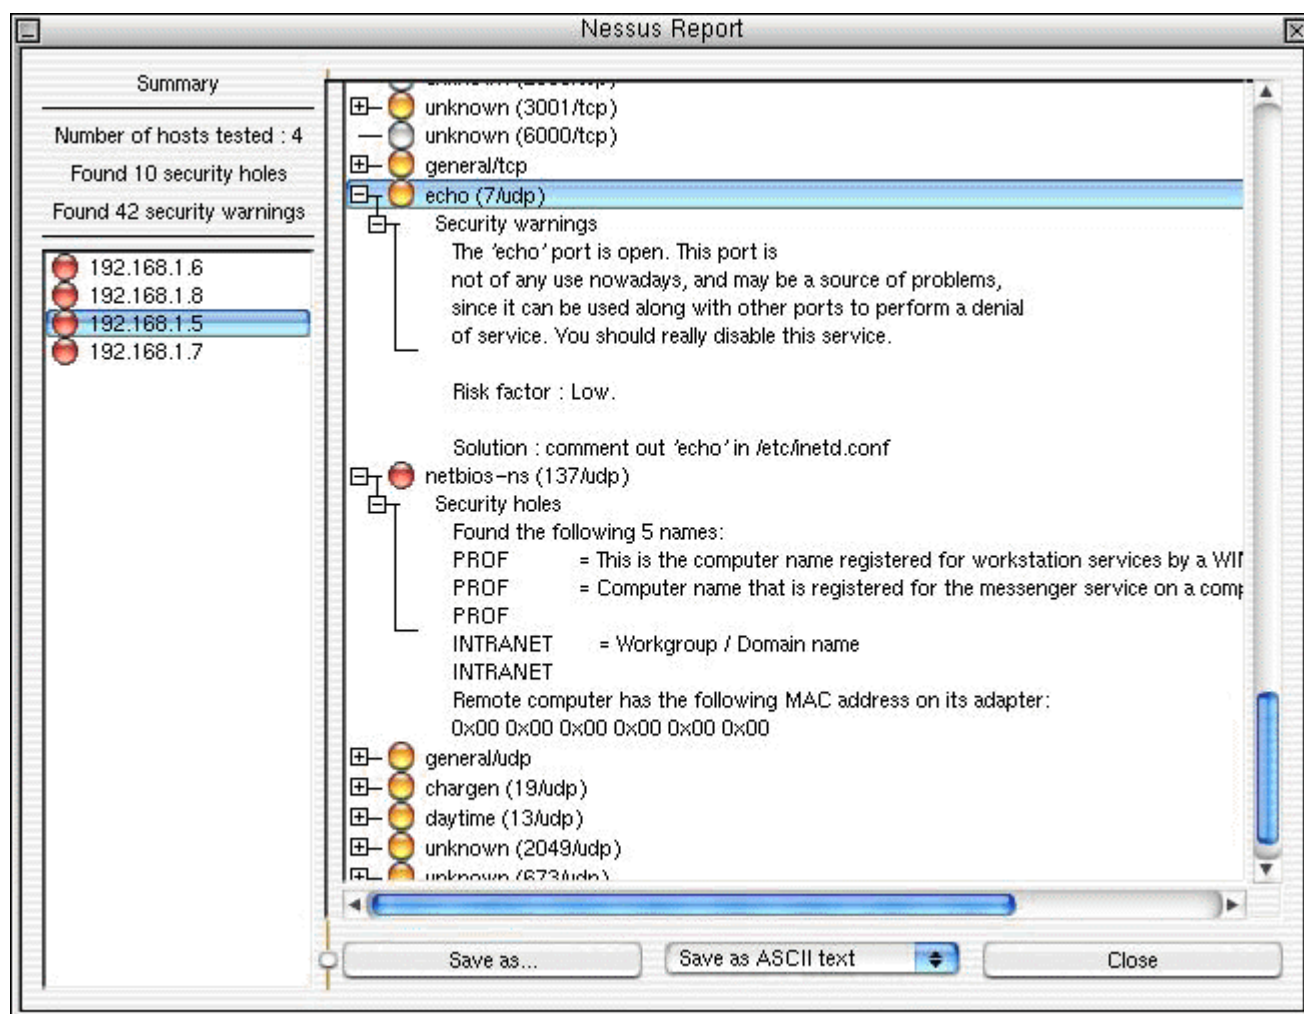 Nessus Report
Summary
Number of hosts tested : 4
Found 10 security holes
Found 42 security warnings
192.168.1.6
192.168.1.8
192.168.1.5
192.168.1.7
unknown (3001/tcp)
unknown (6000/tcp)
general/tcp
echo (7/udp)
Security warnings
The 'echo' port is open. This port is
not of any use nowadays, and may be a source of problems,
since it can be used along with other ports to perform a denial
of service. You should really disable this service.
Risk factor : Low.
Solution : comment out 'echo' in /etc/inetd.conf
netbios-ns (137/udp)
Security holes
Found the following 5 names:
PROF = This is the computer name registered for workstation services by a WI
PROF = Computer name that is registered for the messenger service on a comp
PROF
INTRANET = Workgroup / Domain name
INTRANET
Remote computer has the following MAC address on its adapter:
0x00 0x00 0x00 0x00 0x00 0x00
general/udp
chargen (19/udp)
daytime (13/udp)
unknown (2049/udp)
unknown (673/udp)
Save as...
Save as ASCII text
Close